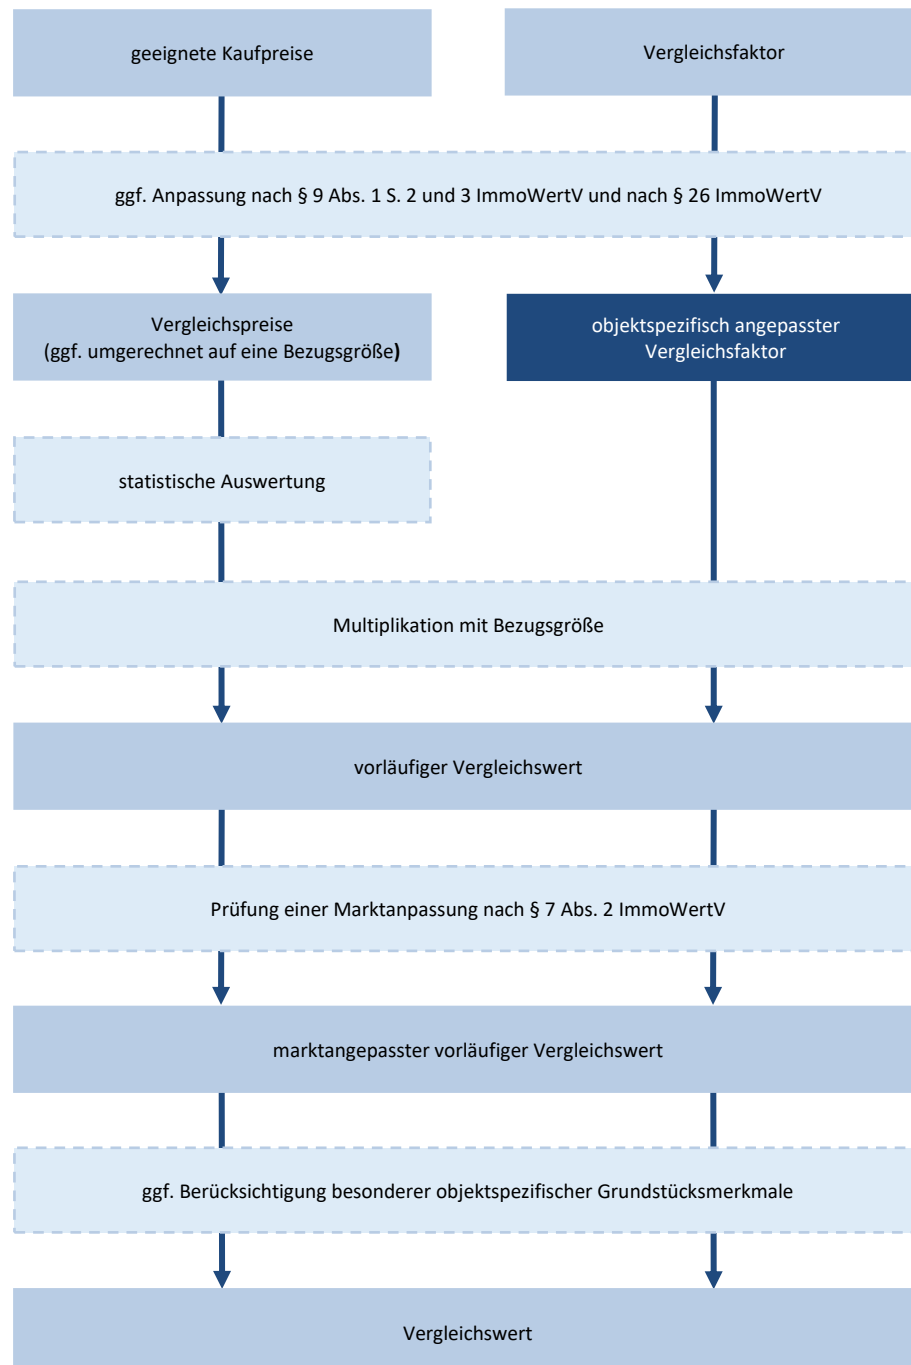 geeignete Kaufpreise
Vergleichsfaktor
ggf. Anpassung nach § 9 Abs. 1 S. 2 und 3 ImmoWertV und nach § 26 ImmoWertV
Vergleichspreise
(ggf. umgerechnet auf eine Bezugsgröße)
objektspezifisch angepasster
Vergleichsfaktor
statistische Auswertung
Multiplikation mit Bezugsgröße
vorläufiger Vergleichswert
Prüfung einer Marktanpassung nach § 7 Abs. 2 ImmoWertV
marktangepasster vorläufiger Vergleichswert
ggf. Berücksichtigung besonderer objektspezifischer Grundstücksmerkmale
Vergleichswert